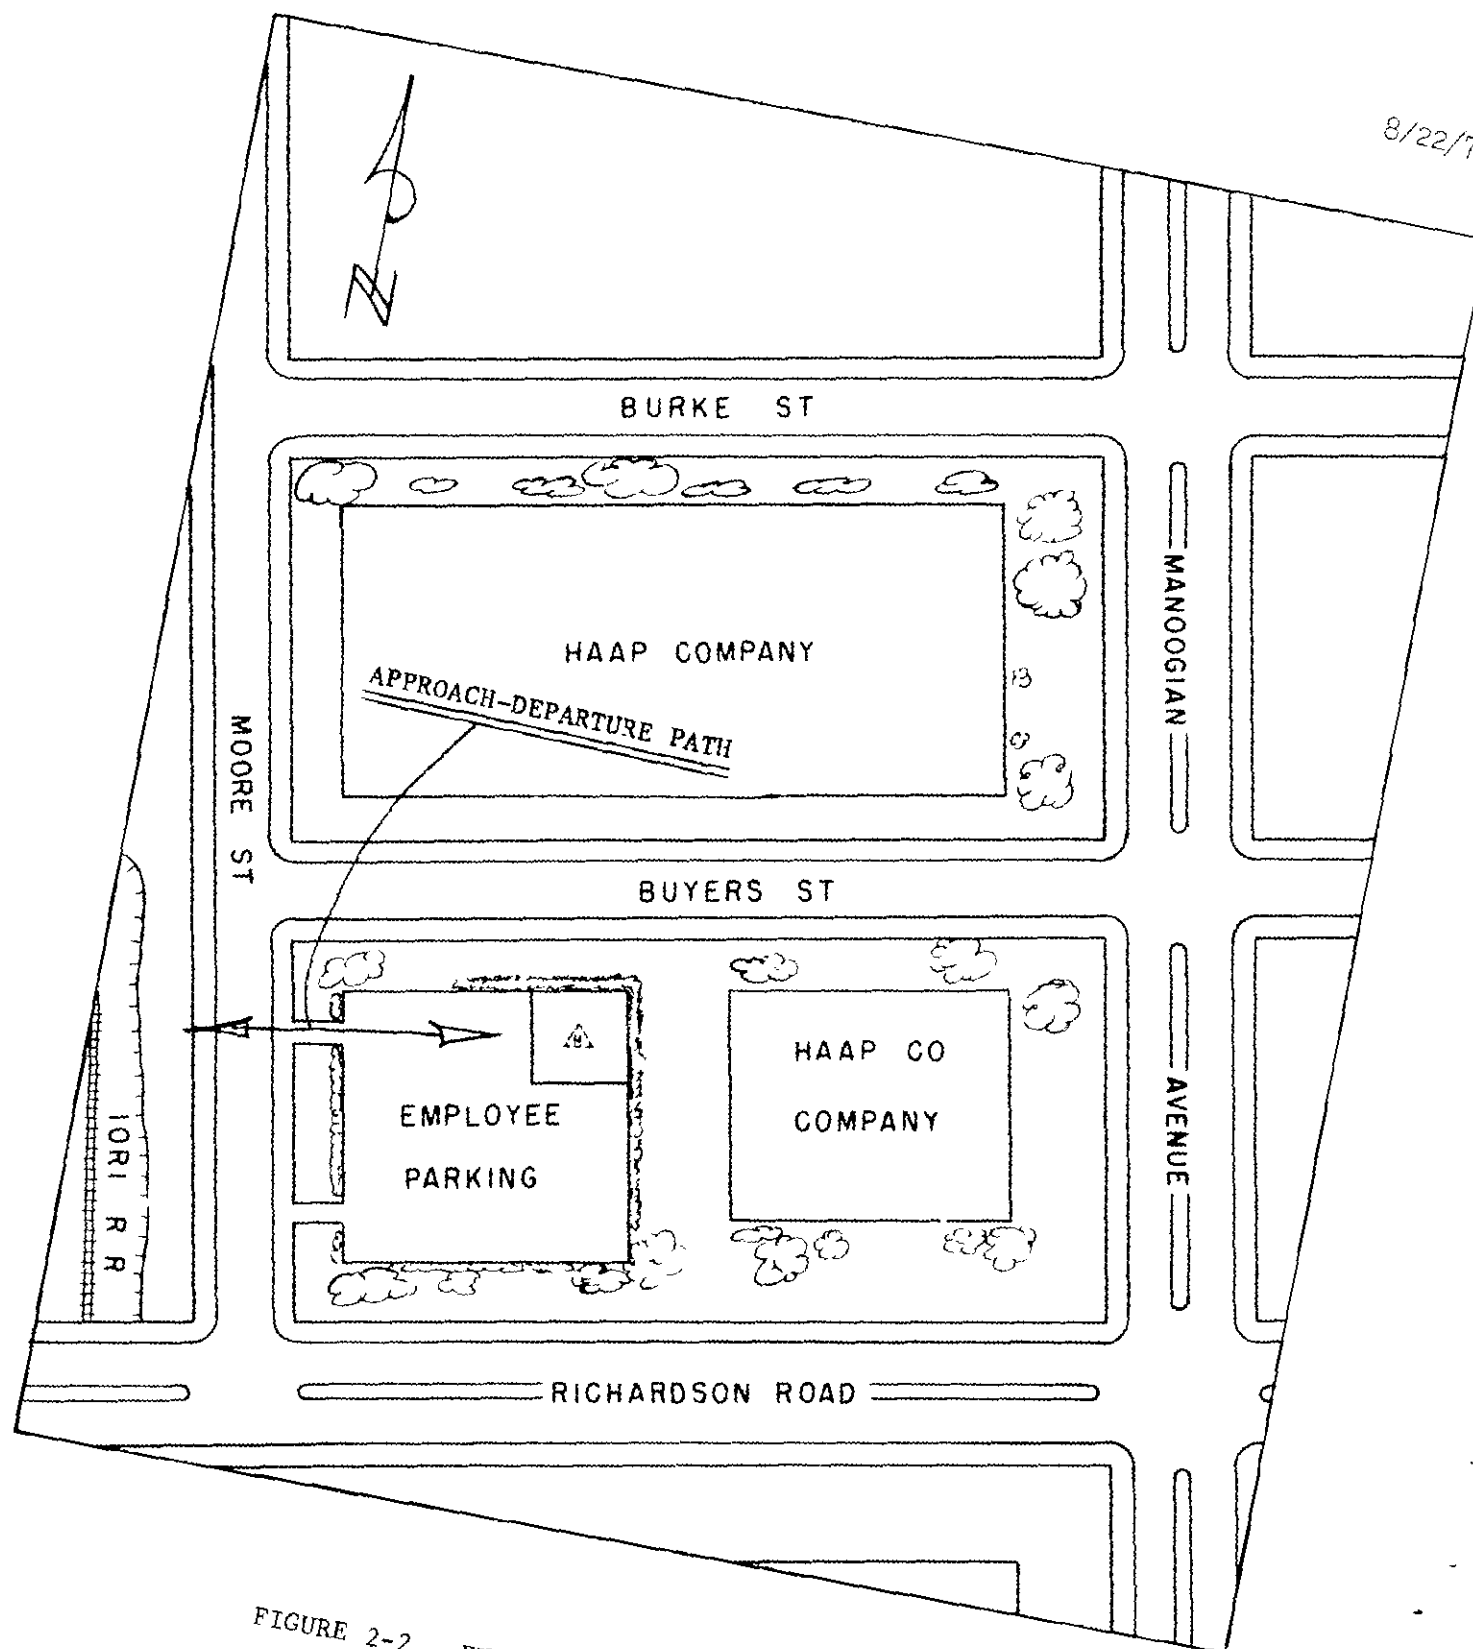 8/22/7
N
BURKE ST
HAAP COMPANY
APPROACH-DEPARTURE PATH
MANOOGIAN
AVENUE
MOORE ST
BUYERS ST
H
HAAP CO
COMPANY
EMPLOYEE
PARKING
IORI R R
RICHARDSON ROAD
FIGURE 2-2